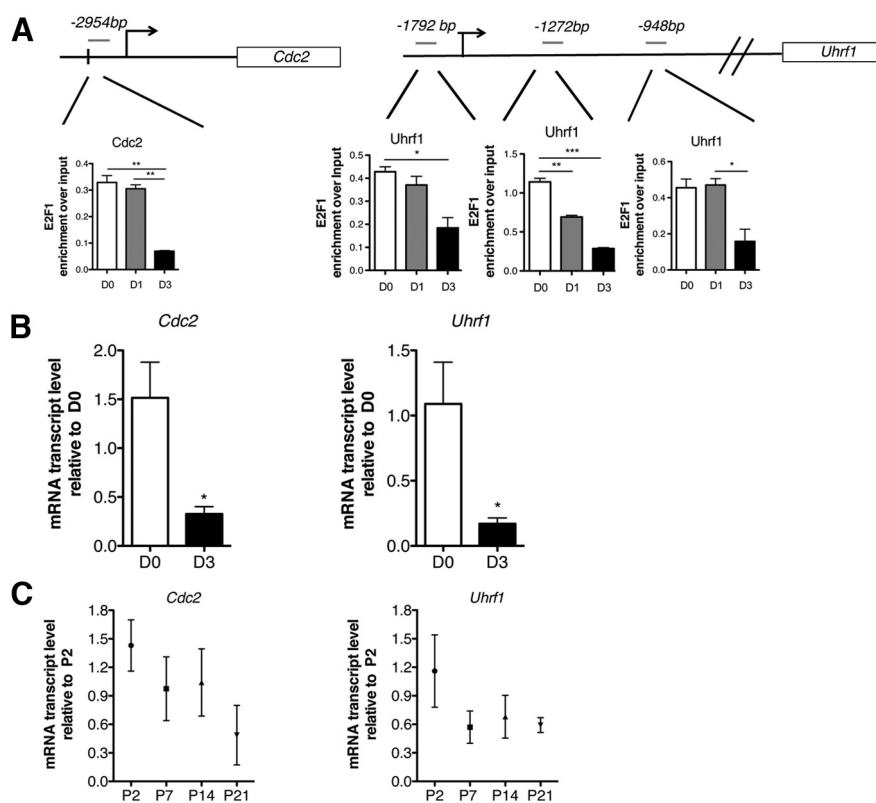 A
-2954bp
Cdc2
-1792 bp
-1272bp
-948bp
Uhrf1
Cdc2
E2F1
enrichment over input
0.4
0.3
0.2
0.1
0.0
**
**
D0 D1 D3
Uhrf1
E2F1
enrichment over input
0.5
0.4
0.3
0.2
0.1
0.0
*
D0 D1 D3
Uhrf1
E2F1
enrichment over input
1.5
1.0
0.5
0.0
***
**
D0 D1 D3
Uhrf1
E2F1
enrichment over input
0.6
0.4
0.2
0.0
*
D0 D1 D3
B
Cdc2
mRNA transcript level
relative to D0
2.0
1.5
1.0
0.5
0.0
*
D0 D3
Uhrf1
mRNA transcript level
relative to D0
1.5
1.0
0.5
0.0
*
D0 D3
C
Cdc2
mRNA transcript level
relative to P2
1.8
1.5
1.2
0.9
0.6
0.3
0.0
P2 P7 P14 P21
Uhrf1
mRNA transcript level
relative to P2
1.8
1.5
1.2
0.9
0.6
0.3
0.0
P2 P7 P14 P21